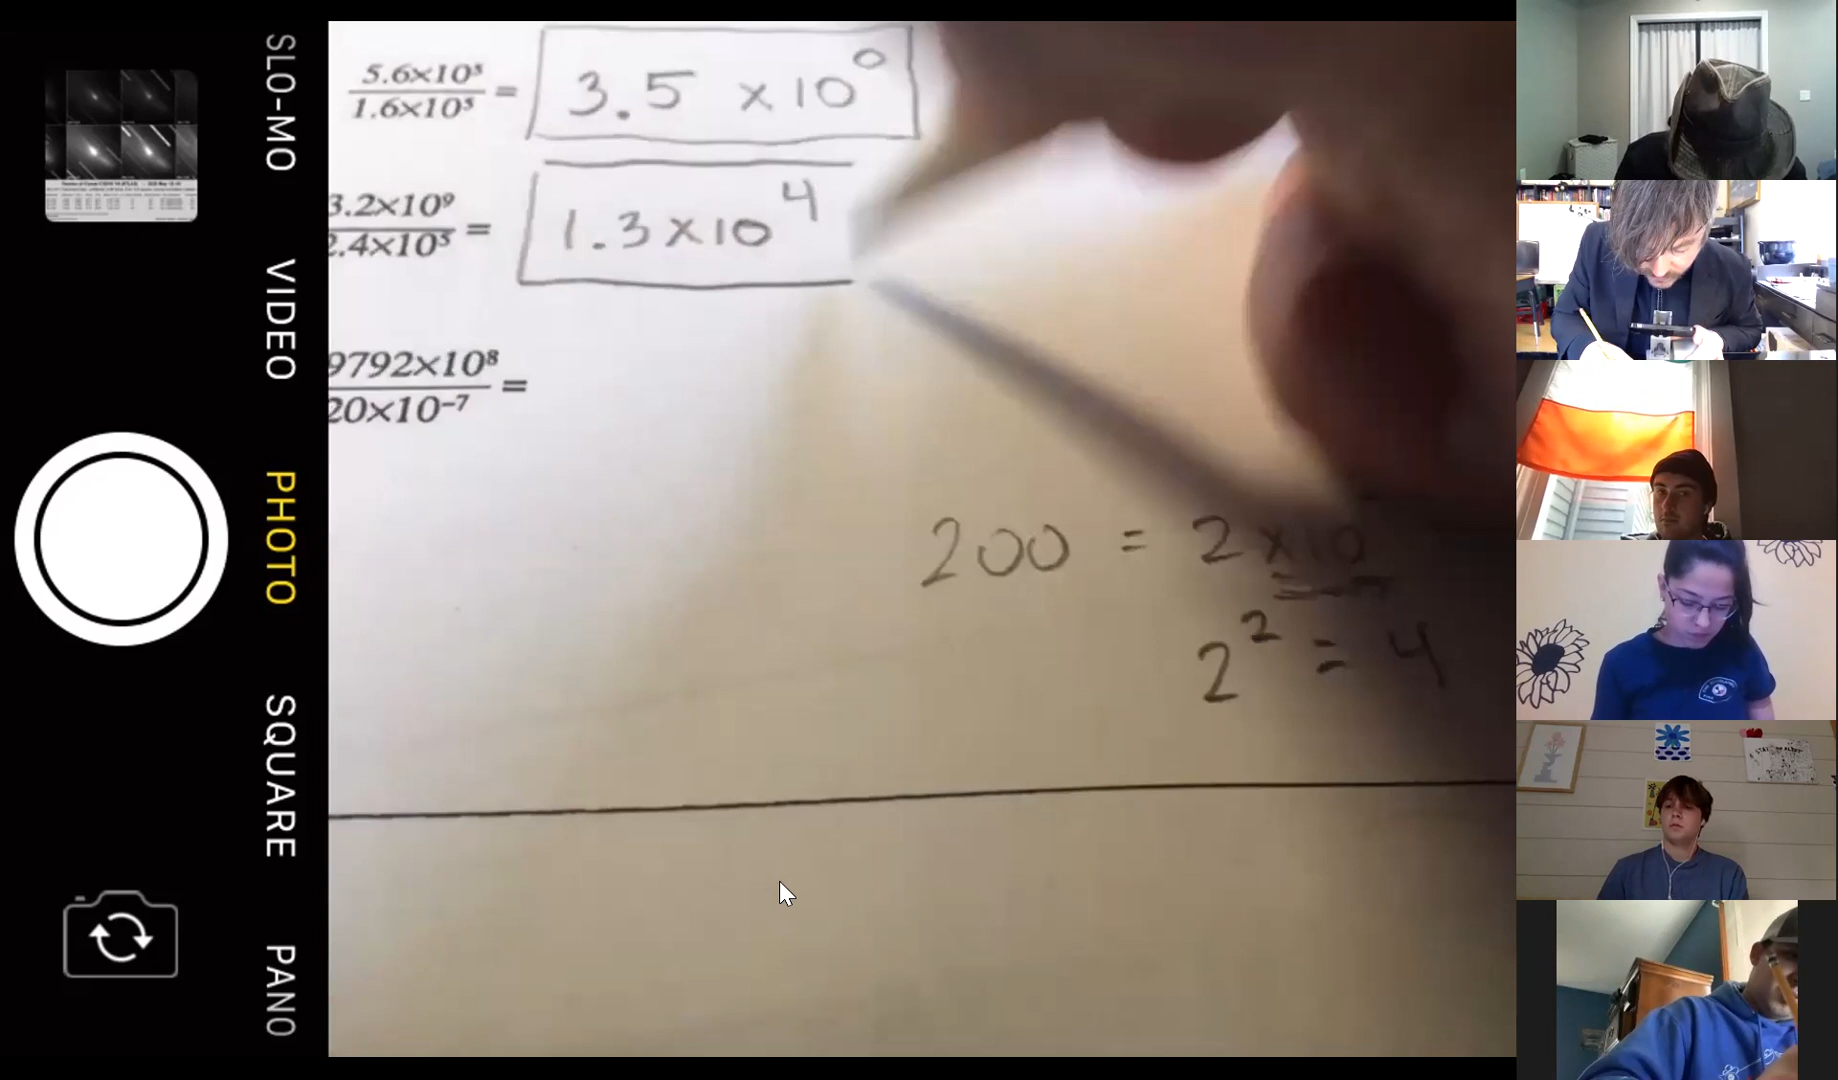 SLO-MO
VIDEO
PHOTO
SQUARE
PANO
5.6×10⁵
1.6×10⁵ = 3.5 ×10⁰
3.2×10⁹
2.4×10⁵ = 1.3×10⁴
9792×10⁸
20×10⁻⁷ =
200 = 2×10
2² = 4